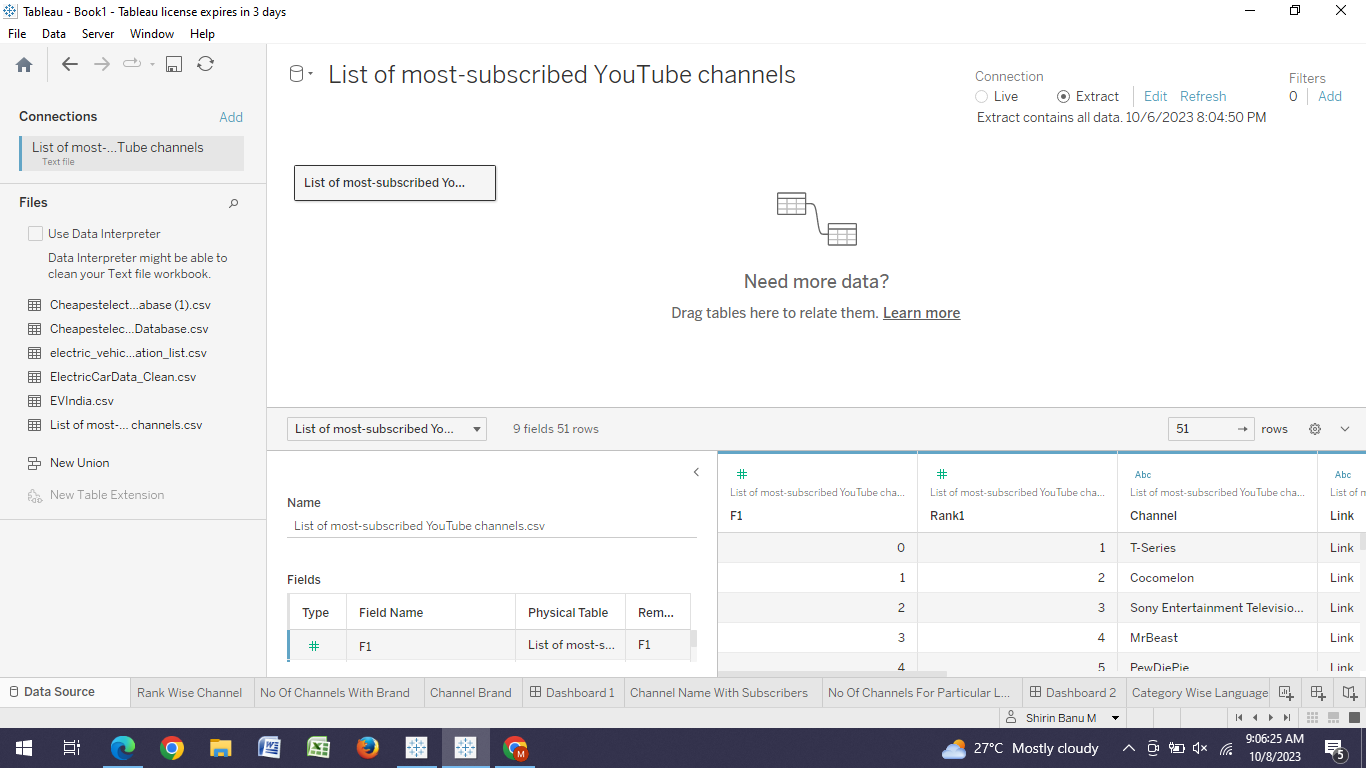 Tableau - Book1 - Tableau license expires in 3 days
File Data Server Window Help
Connections Add
List of most-...Tube channels
Text file
Files
Use Data Interpreter
Data Interpreter might be able to
clean your Text file workbook.
Cheapestelect...abase (1).csv
Cheapestelec...Database.csv
electric_vehic...ation_list.csv
ElectricCarData_Clean.csv
EVIndia.csv
List of most-... channels.csv
New Union
New Table Extension
List of most-subscribed YouTube channels
Connection
Live Extract Edit Refresh
Extract contains all data. 10/6/2023 8:04:50 PM
Filters
0 Add
List of most-subscribed Yo...
Need more data?
Drag tables here to relate them. Learn more
List of most-subscribed Yo... 9 fields 51 rows 51 rows
Name
List of most-subscribed YouTube channels.csv
Fields
Type Field Name Physical Table Rem...
# F1 List of most-s... F1
# # Abc Abc
List of most-subscribed YouTube cha... List of most-subscribed YouTube cha... List of most-subscribed YouTube cha... List of m
F1 Rank1 Channel Link
0 1 T-Series Link
1 2 Cocomelon Link
2 3 Sony Entertainment Televisio... Link
3 4 MrBeast Link
4 5 PewDiePie Link
Data Source Rank Wise Channel No Of Channels With Brand Channel Brand Dashboard 1 Channel Name With Subscribers No Of Channels For Particular L... Dashboard 2 Category Wise Language
Shirin Banu M
27°C Mostly cloudy
9:06:25 AM
10/8/2023
5
M